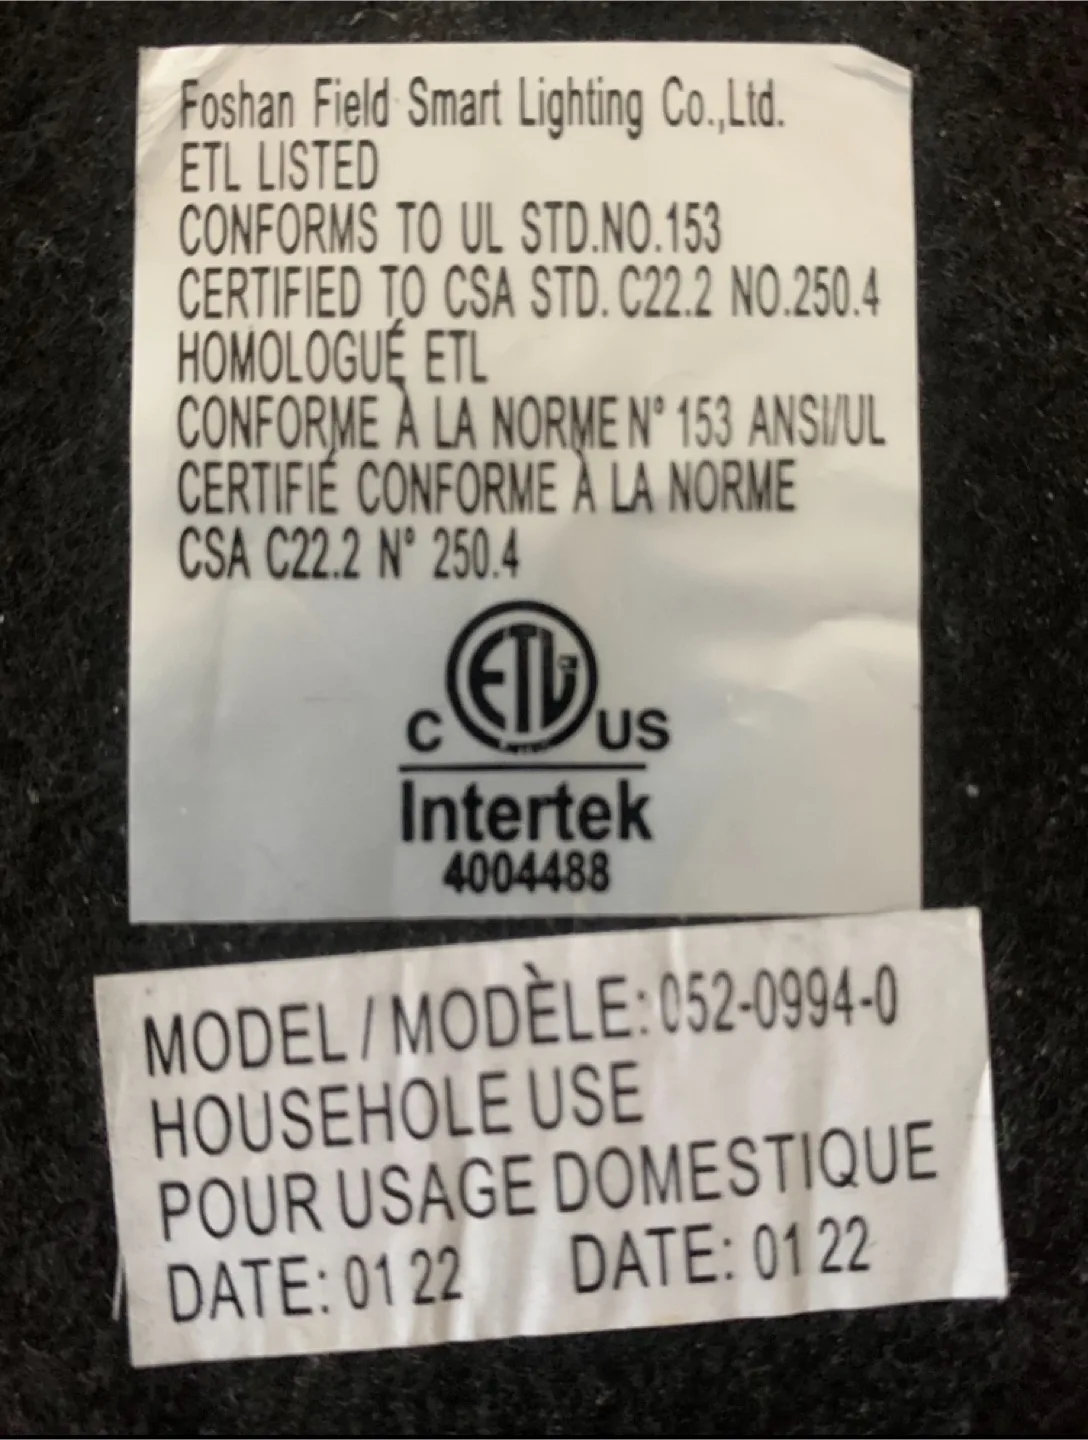 Foshan Field Smart Lighting Co.,Ltd.
ETL LISTED
CONFORMS TO UL STD.NO.153
CERTIFIED TO CSA STD. C22.2 NO.250.4
HOMOLOGUÉ ETL
CONFORME À LA NORME N° 153 ANSI/UL
CERTIFIÉ CONFORME À LA NORME
CSA C22.2 N° 250.4
C ETL US
Intertek
4004488
MODEL / MODÈLE: 052-0994-0
HOUSEHOLE USE
POUR USAGE DOMESTIQUE
DATE: 01 22 DATE: 01 22